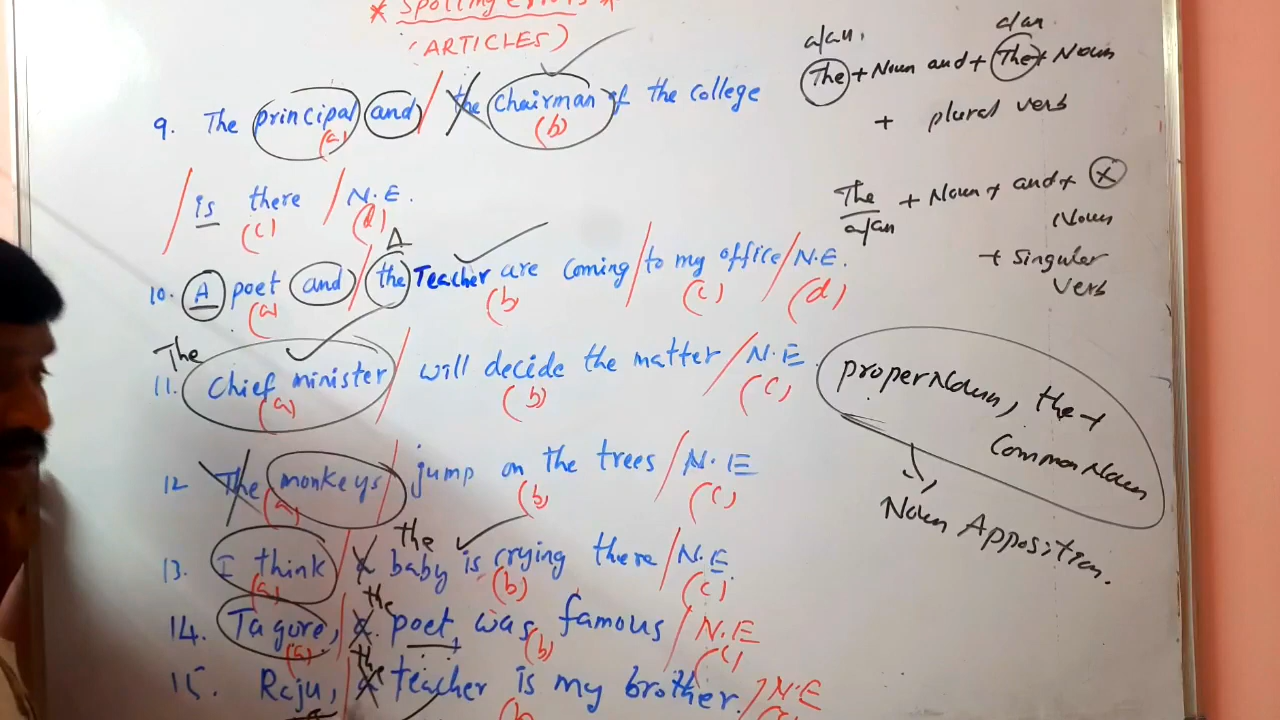 * Spotting errors *
(ARTICLES)
9. The principal and / the Chairman of the college
(a) (b)
/ is there / N.E.
(c) (d)
A
10. A poet and / the Teacher are coming / to my office / N.E.
(a) (b) (c) (d)
The
11. Chief minister / will decide the matter / N.E.
(a) (b) (c)
12 The monkeys / jump on the trees / N.E
(a) (b) (c)
the
13. I think / a baby is crying there / N.E
(a) (b) (c)
the
14. Tagore, / a poet, was famous / N.E
(a) (b) (c)
the
15. Raju, / a teacher is my brother. / N.E
a/an. a/an
The + Noun and + The + Noun
+ plural verb
The + Noun + and + x
a/an Noun
+ Singular
verb
proper Noun, the +
Common Noun
Noun Apposition.